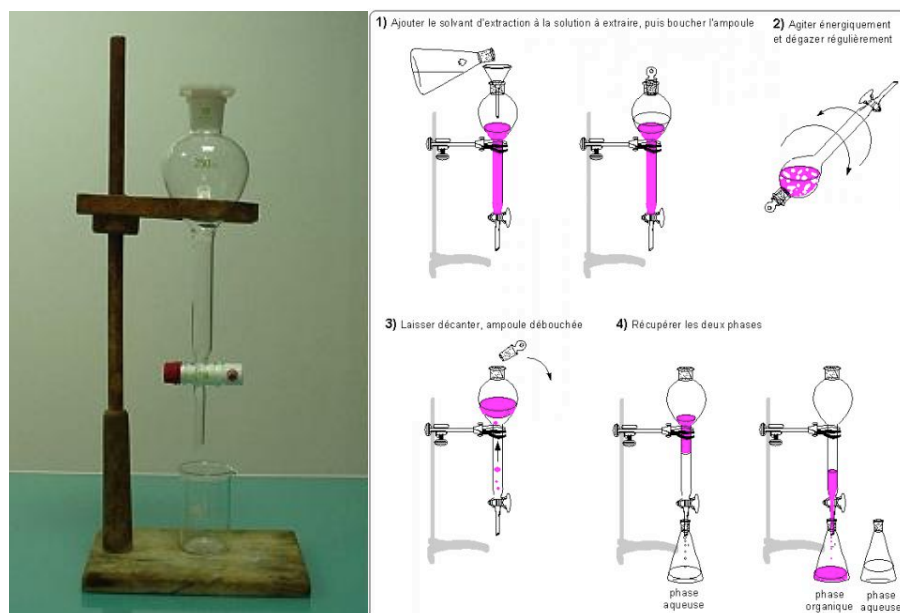 1) Ajouter le solvant d'extraction à la solution à extraire, puis boucher l'ampoule
2) Agiter énergiquement
et dégazer régulièrement
3) Laisser décanter, ampoule débouchée
4) Récupérer les deux phases
phase
aqueuse
phase
organique
phase
aqueuse
250